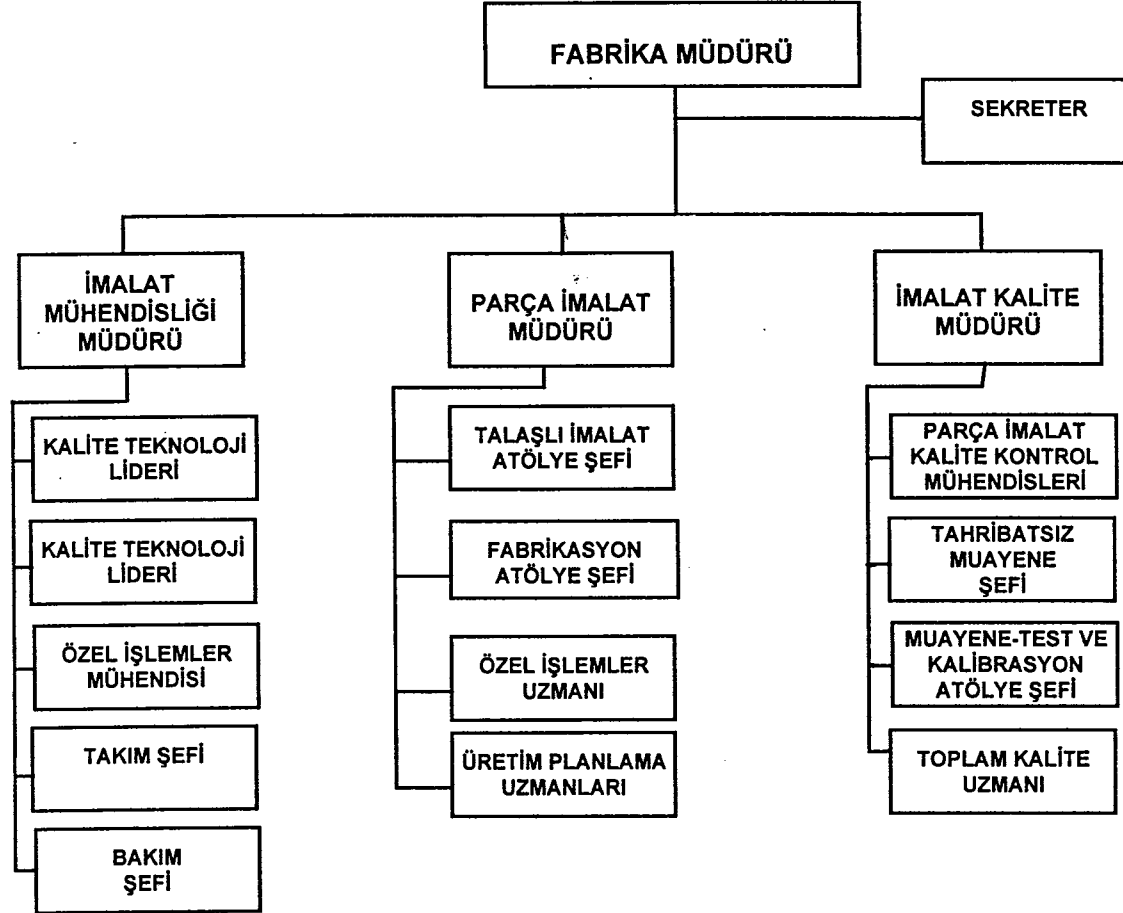 FABRİKA MÜDÜRÜ
SEKRETER
İMALAT
MÜHENDİSLİĞİ
MÜDÜRÜ
KALİTE TEKNOLOJİ
LİDERİ
KALİTE TEKNOLOJİ
LİDERİ
ÖZEL İŞLEMLER
MÜHENDİSİ
TAKIM ŞEFİ
BAKIM
ŞEFİ
PARÇA İMALAT
MÜDÜRÜ
TALAŞLI İMALAT
ATÖLYE ŞEFİ
FABRİKASYON
ATÖLYE ŞEFİ
ÖZEL İŞLEMLER
UZMANI
ÜRETİM PLANLAMA
UZMANLARI
İMALAT KALİTE
MÜDÜRÜ
PARÇA İMALAT
KALİTE KONTROL
MÜHENDİSLERİ
TAHRİBATSIZ
MUAYENE
ŞEFİ
MUAYENE-TEST VE
KALİBRASYON
ATÖLYE ŞEFİ
TOPLAM KALİTE
UZMANI